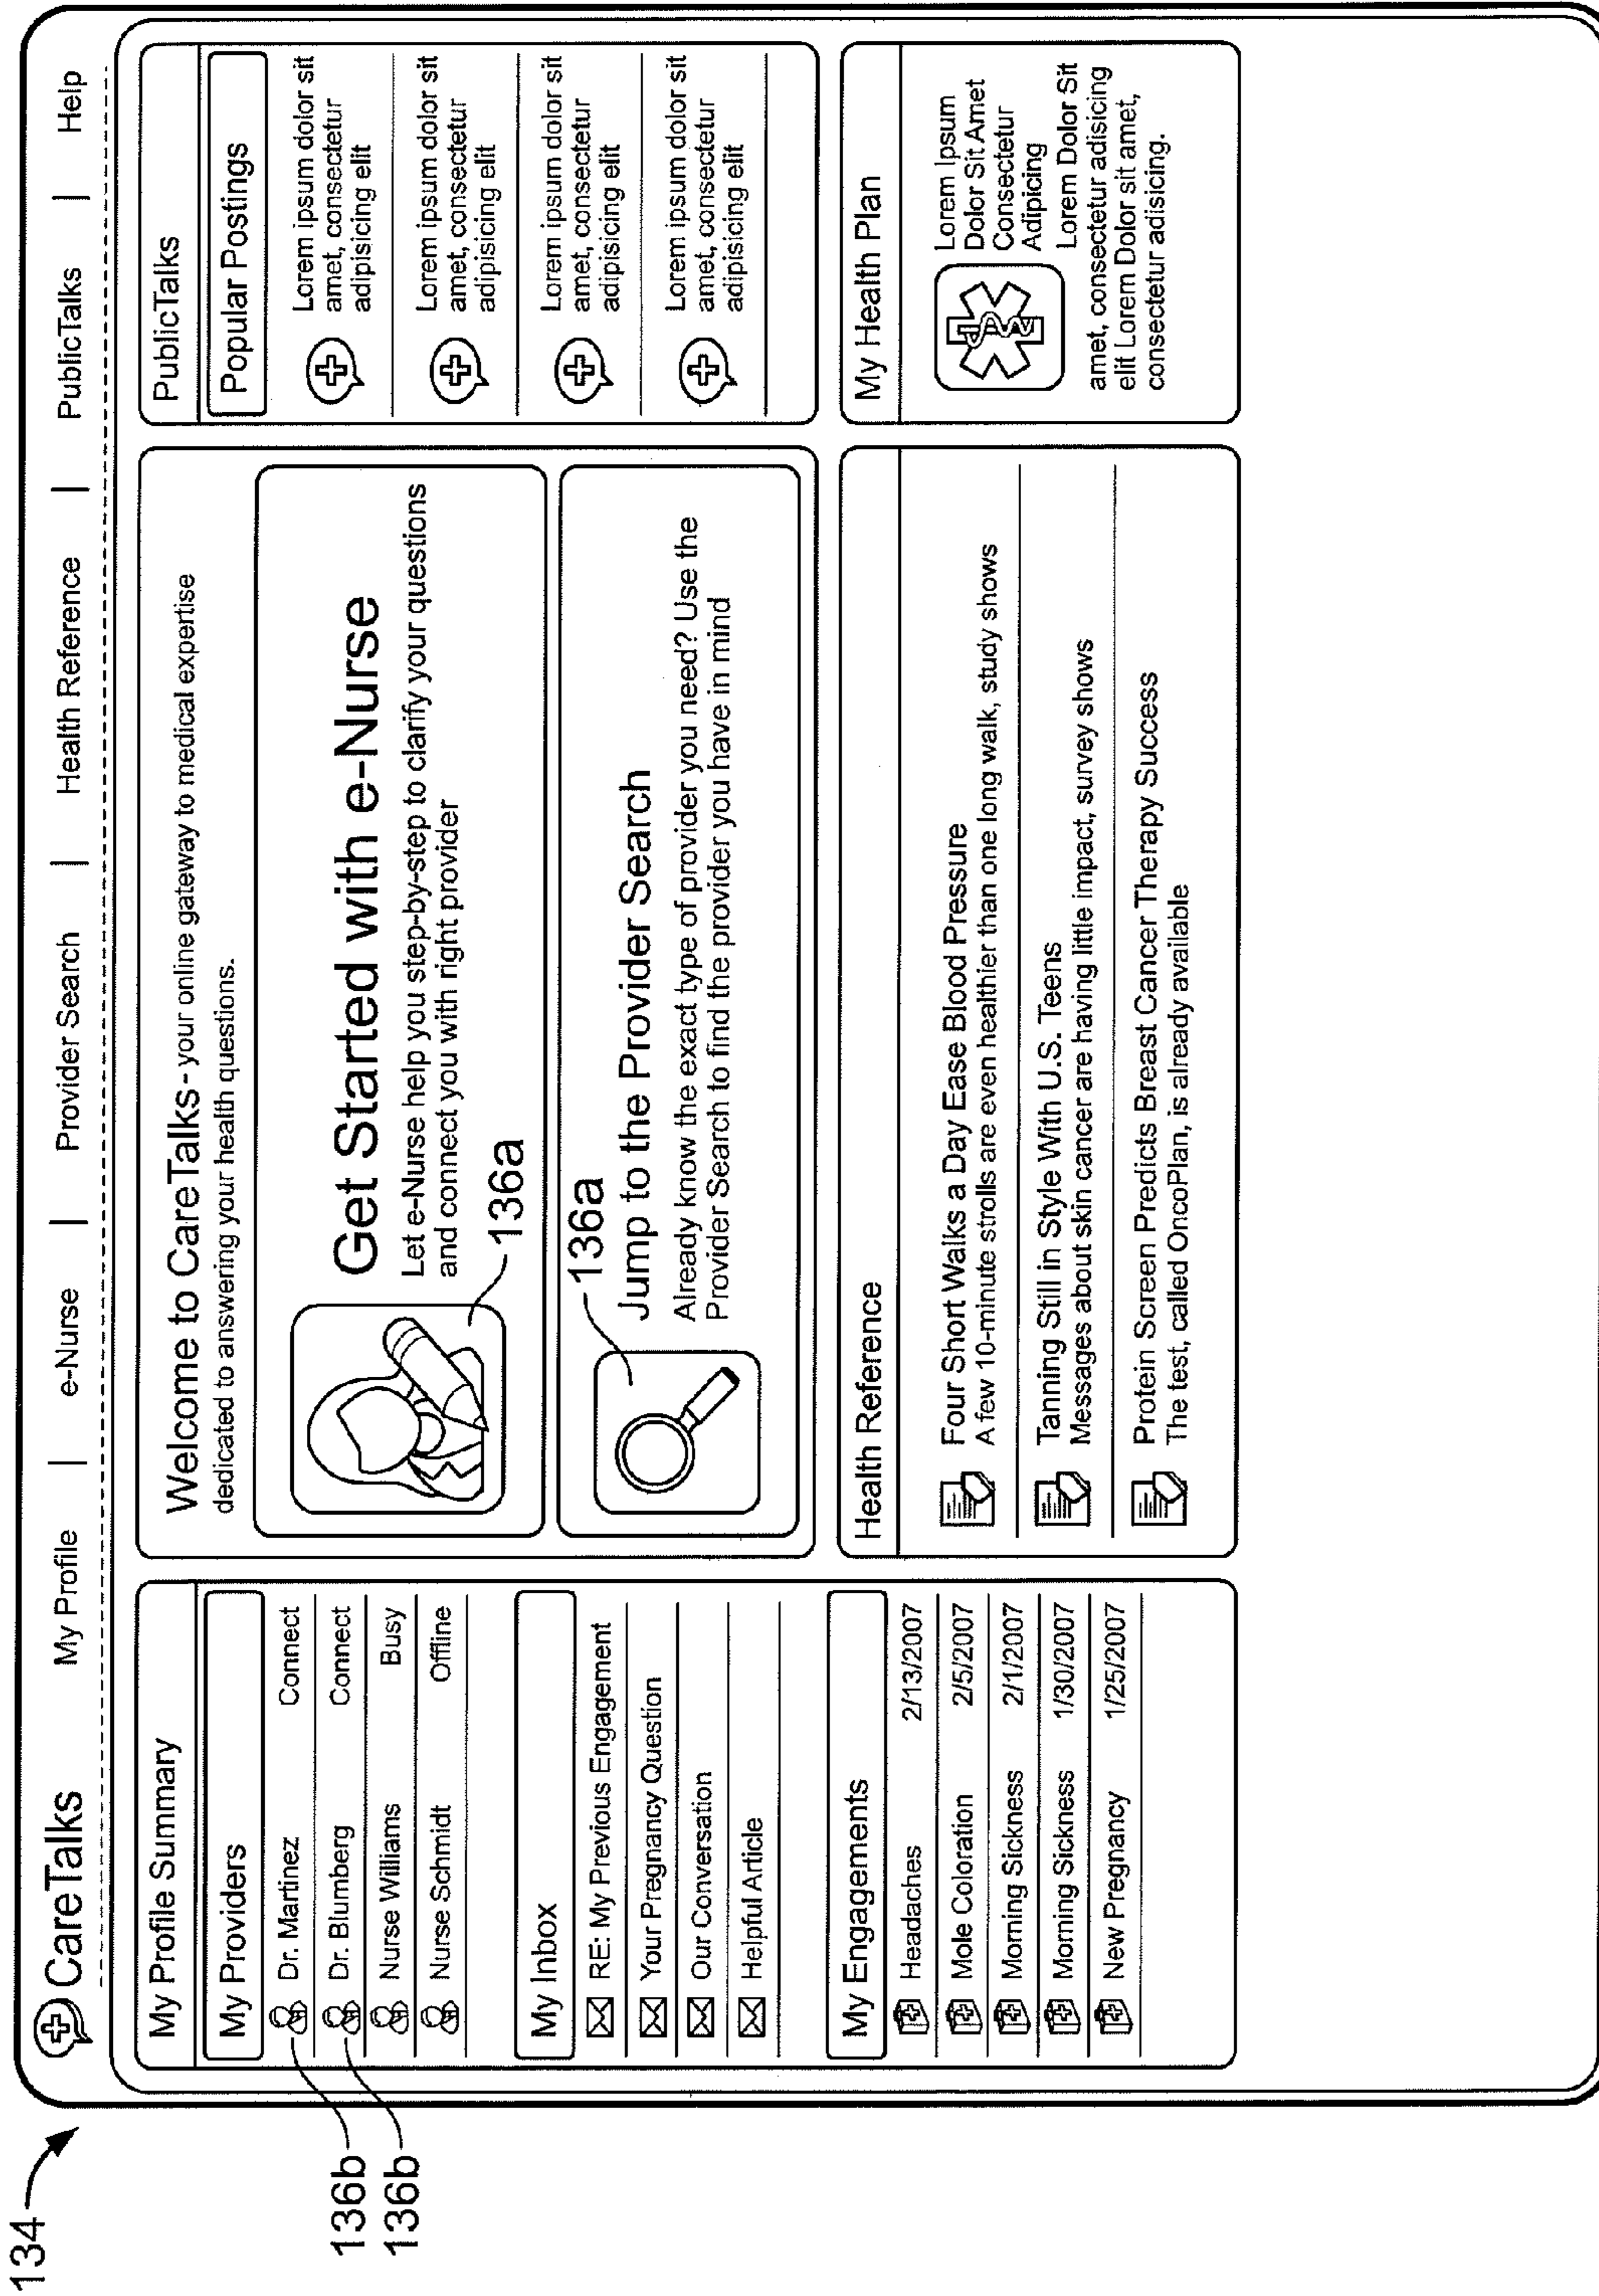 134
CareTalks
My Profile | e-Nurse | Provider Search | Health Reference | PublicTalks | Help
My Profile Summary
My Providers
Dr. Martinez Connect
Dr. Blumberg Connect
Nurse Williams Busy
Nurse Schmidt Offline
136b
136b
My Inbox
RE: My Previous Engagement
Your Pregnancy Question
Our Conversation
Helpful Article
My Engagements
Headaches 2/13/2007
Mole Coloration 2/5/2007
Morning Sickness 2/1/2007
Morning Sickness 1/30/2007
New Pregnancy 1/25/2007
Welcome to CareTalks - your online gateway to medical expertise
dedicated to answering your health questions.
Get Started with e-Nurse
Let e-Nurse help you step-by-step to clarify your questions
and connect you with right provider
136a
136a
Jump to the Provider Search
Already know the exact type of provider you need? Use the
Provider Search to find the provider you have in mind
Health Reference
Four Short Walks a Day Ease Blood Pressure
A few 10-minute strolls are even healthier than one long walk, study shows
Tanning Still in Style With U.S. Teens
Messages about skin cancer are having little impact, survey shows
Protein Screen Predicts Breast Cancer Therapy Success
The test, called OncoPlan, is already available
PublicTalks
Popular Postings
Lorem ipsum dolor sit
amet, consectetur
adipisicing elit
Lorem ipsum dolor sit
amet, consectetur
adipisicing elit
Lorem ipsum dolor sit
amet, consectetur
adipisicing elit
Lorem ipsum dolor sit
amet, consectetur
adipisicing elit
My Health Plan
Lorem Ipsum
Dolor Sit Amet
Consectetur
Adipicing
Lorem Dolor Sit
amet, consectetur adisicing
elit Lorem Dolor sit amet,
consectetur adisicing.